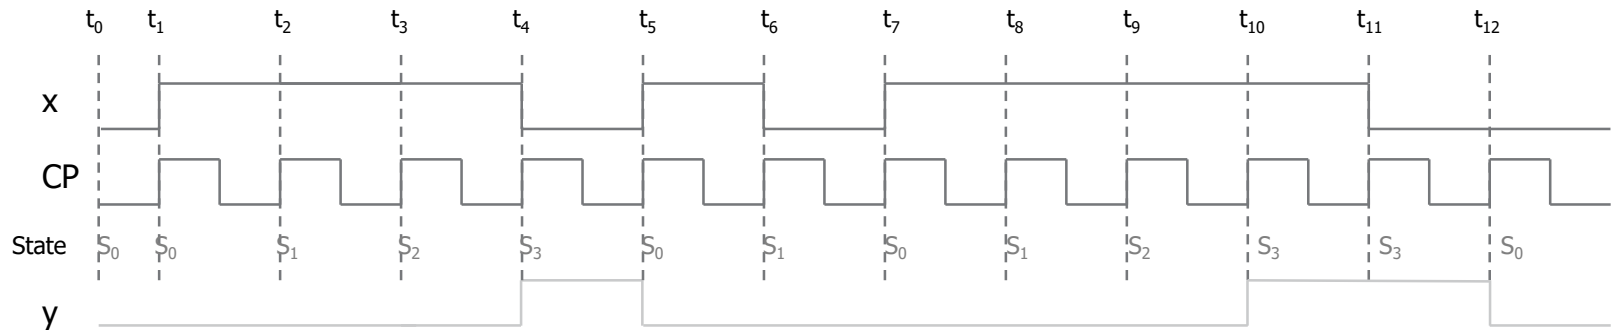 t₀ t₁ t₂ t₃ t₄ t₅ t₆ t₇ t₈ t₉ t₁₀ t₁₁ t₁₂
x
CP
State S₀ S₀ S₁ S₂ S₃ S₀ S₁ S₀ S₁ S₂ S₃ S₃ S₀
y